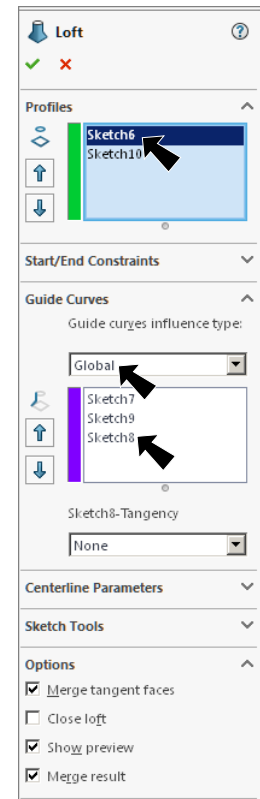 Loft
Profiles
Sketch6
Sketch10
Start/End Constraints
Guide Curves
Guide curves influence type:
Global
Sketch7
Sketch9
Sketch8
Sketch8-Tangency
None
Centerline Parameters
Sketch Tools
Options
Merge tangent faces
Close loft
Show preview
Merge result